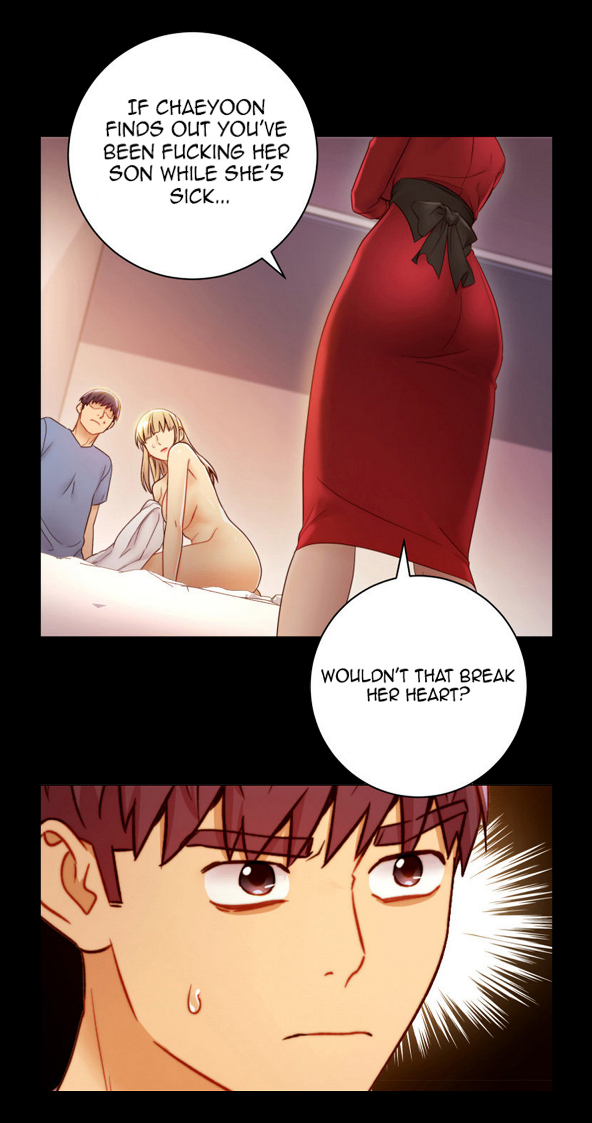 IF CHAEYOON
FINDS OUT YOU'VE
BEEN FUCKING HER
SON WHILE SHE'S
SICK...
WOULDN'T THAT BREAK
HER HEART?